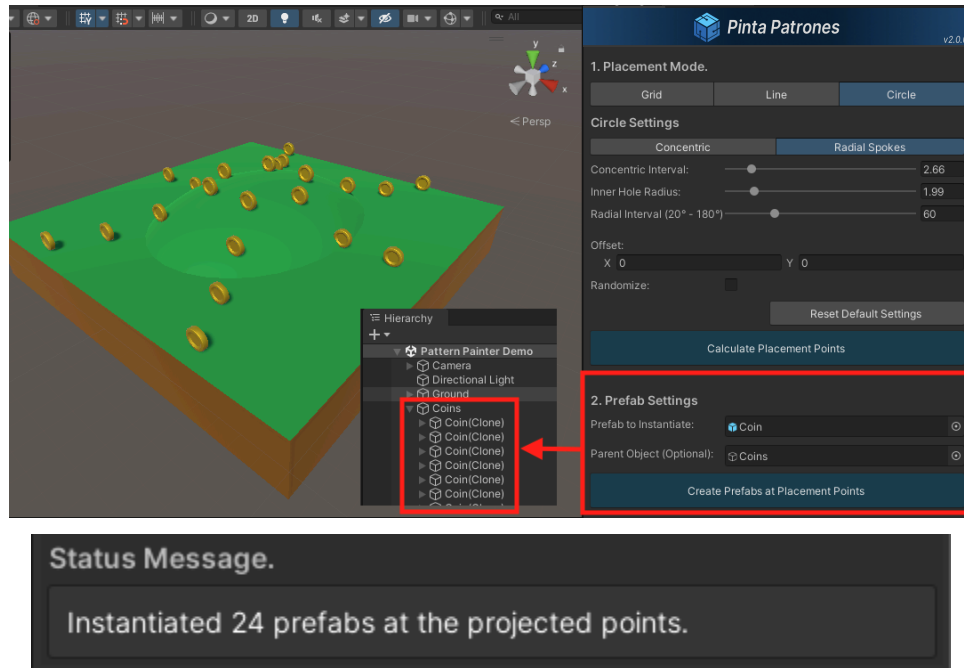 2D
All
y
z
x
Persp
Pinta Patrones
1. Placement Mode.
Grid
Line
Circle
Circle Settings
Concentric
Radial Spokes
Concentric Interval:
2.66
Inner Hole Radius:
1.99
Radial Interval (20° - 180°)
60
Offset:
X 0
Y 0
Randomize:
Reset Default Settings
Calculate Placement Points
2. Prefab Settings
Prefab to Instantiate:
Coin
Parent Object (Optional):
Coins
Create Prefabs at Placement Points
Hierarchy
Pattern Painter Demo
Camera
Directional Light
Ground
Coins
Coin(Clone)
Coin(Clone)
Coin(Clone)
Coin(Clone)
Coin(Clone)
Coin(Clone)
Status Message.
Instantiated 24 prefabs at the projected points.